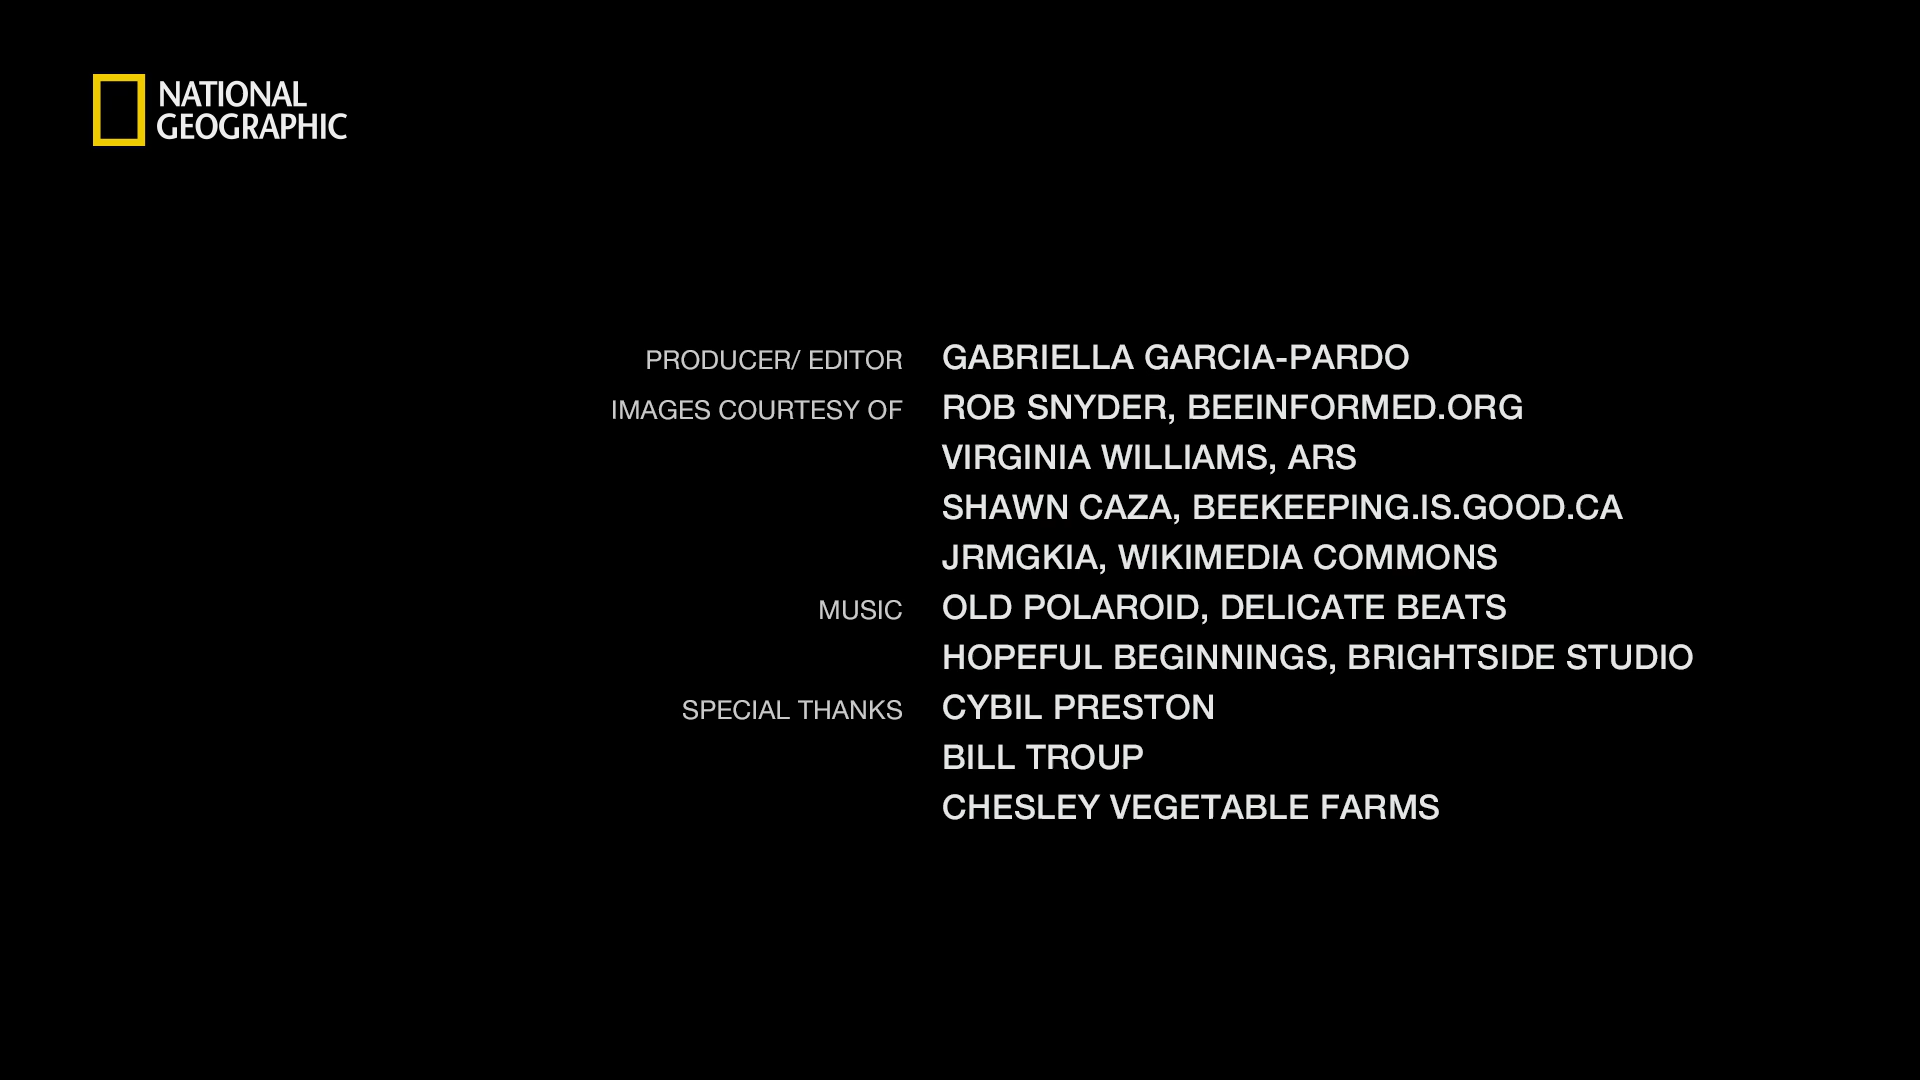 NATIONAL
GEOGRAPHIC
PRODUCER/ EDITOR GABRIELLA GARCIA-PARDO
IMAGES COURTESY OF ROB SNYDER, BEEINFORMED.ORG
VIRGINIA WILLIAMS, ARS
SHAWN CAZA, BEEKEEPING.IS.GOOD.CA
JRMGKIA, WIKIMEDIA COMMONS
MUSIC OLD POLAROID, DELICATE BEATS
HOPEFUL BEGINNINGS, BRIGHTSIDE STUDIO
SPECIAL THANKS CYBIL PRESTON
BILL TROUP
CHESLEY VEGETABLE FARMS